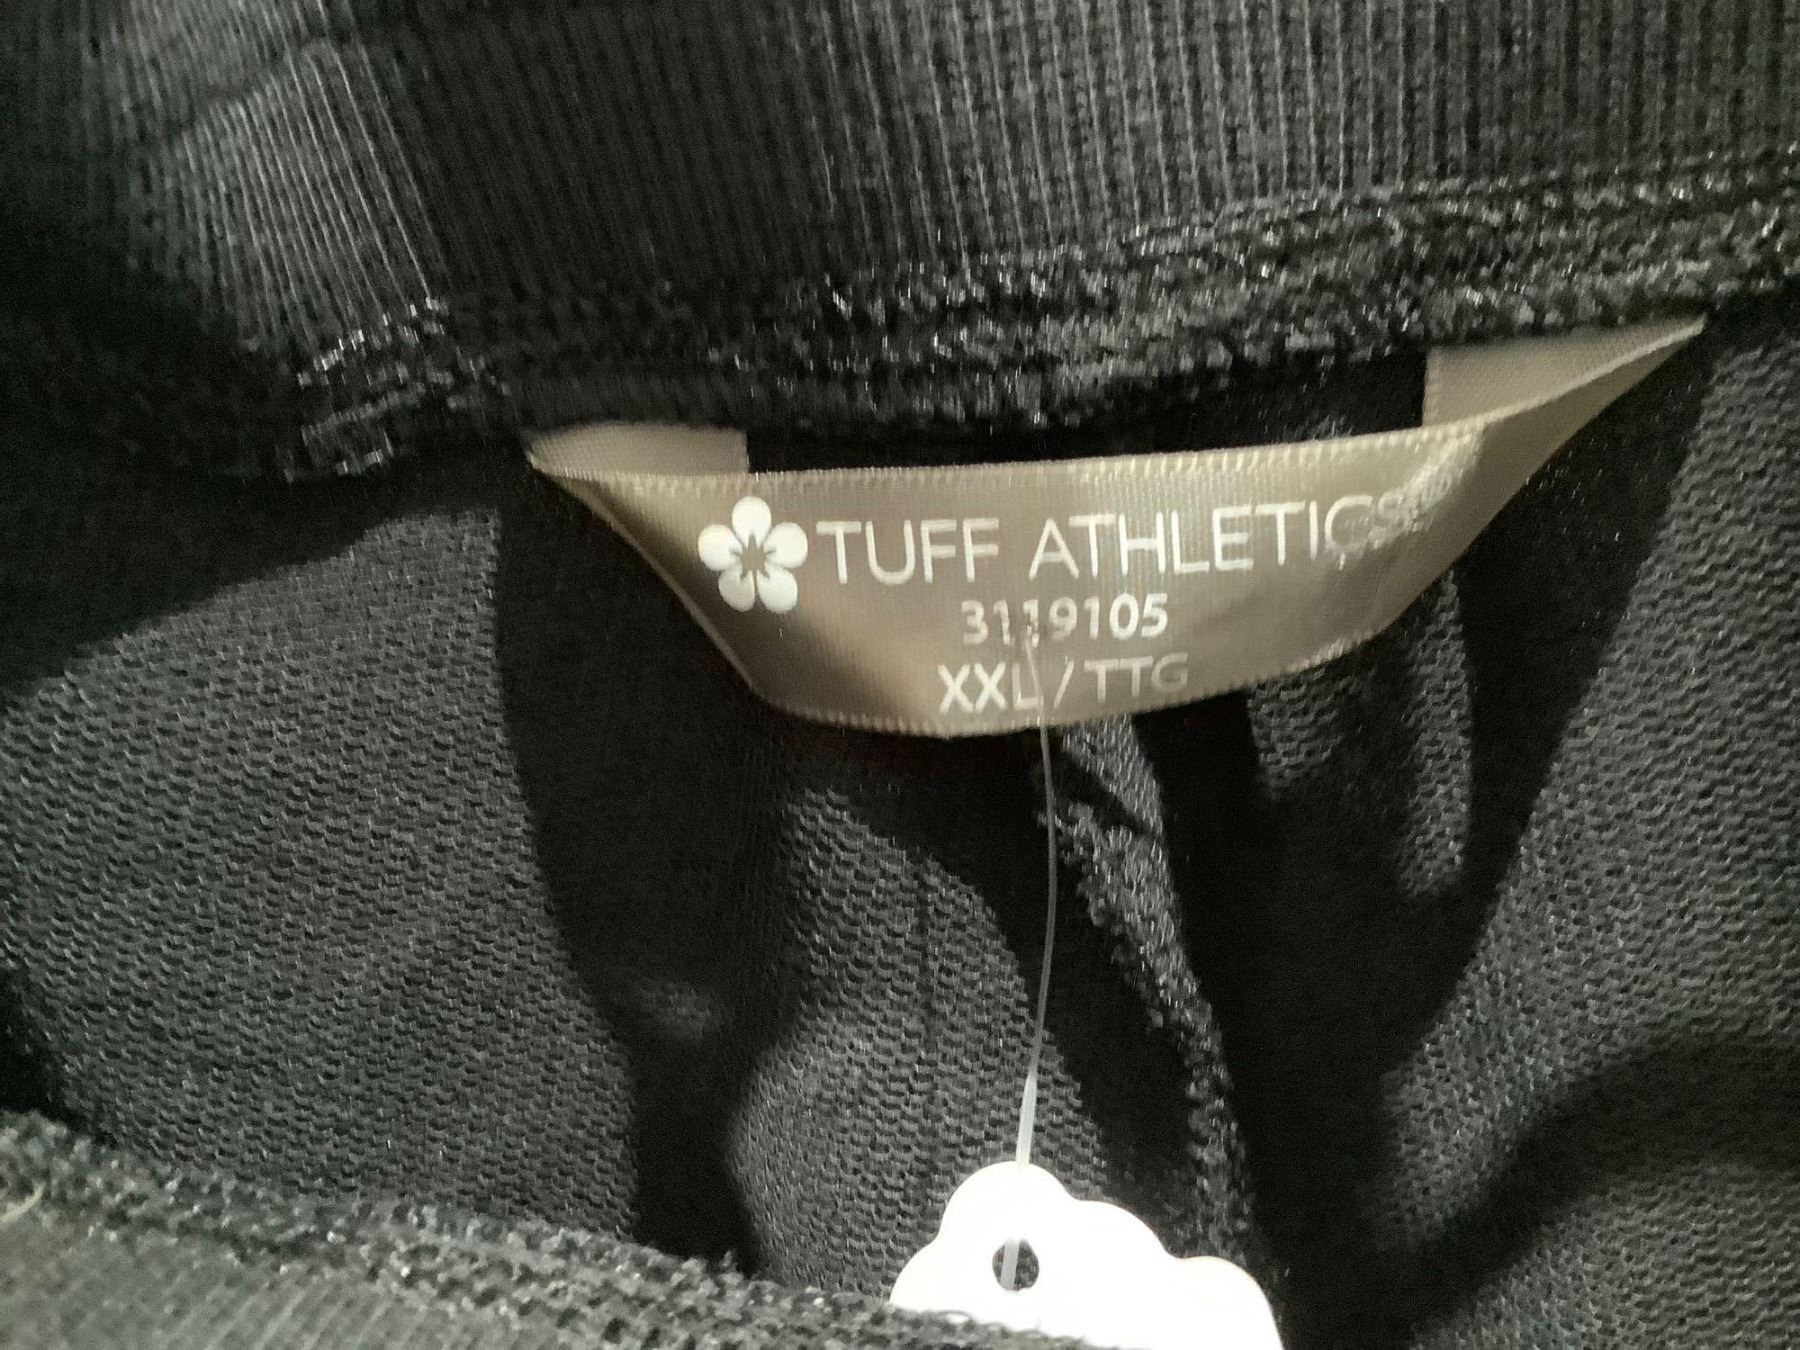 TUFF ATHLETICS®
3119105
XXL/TTG